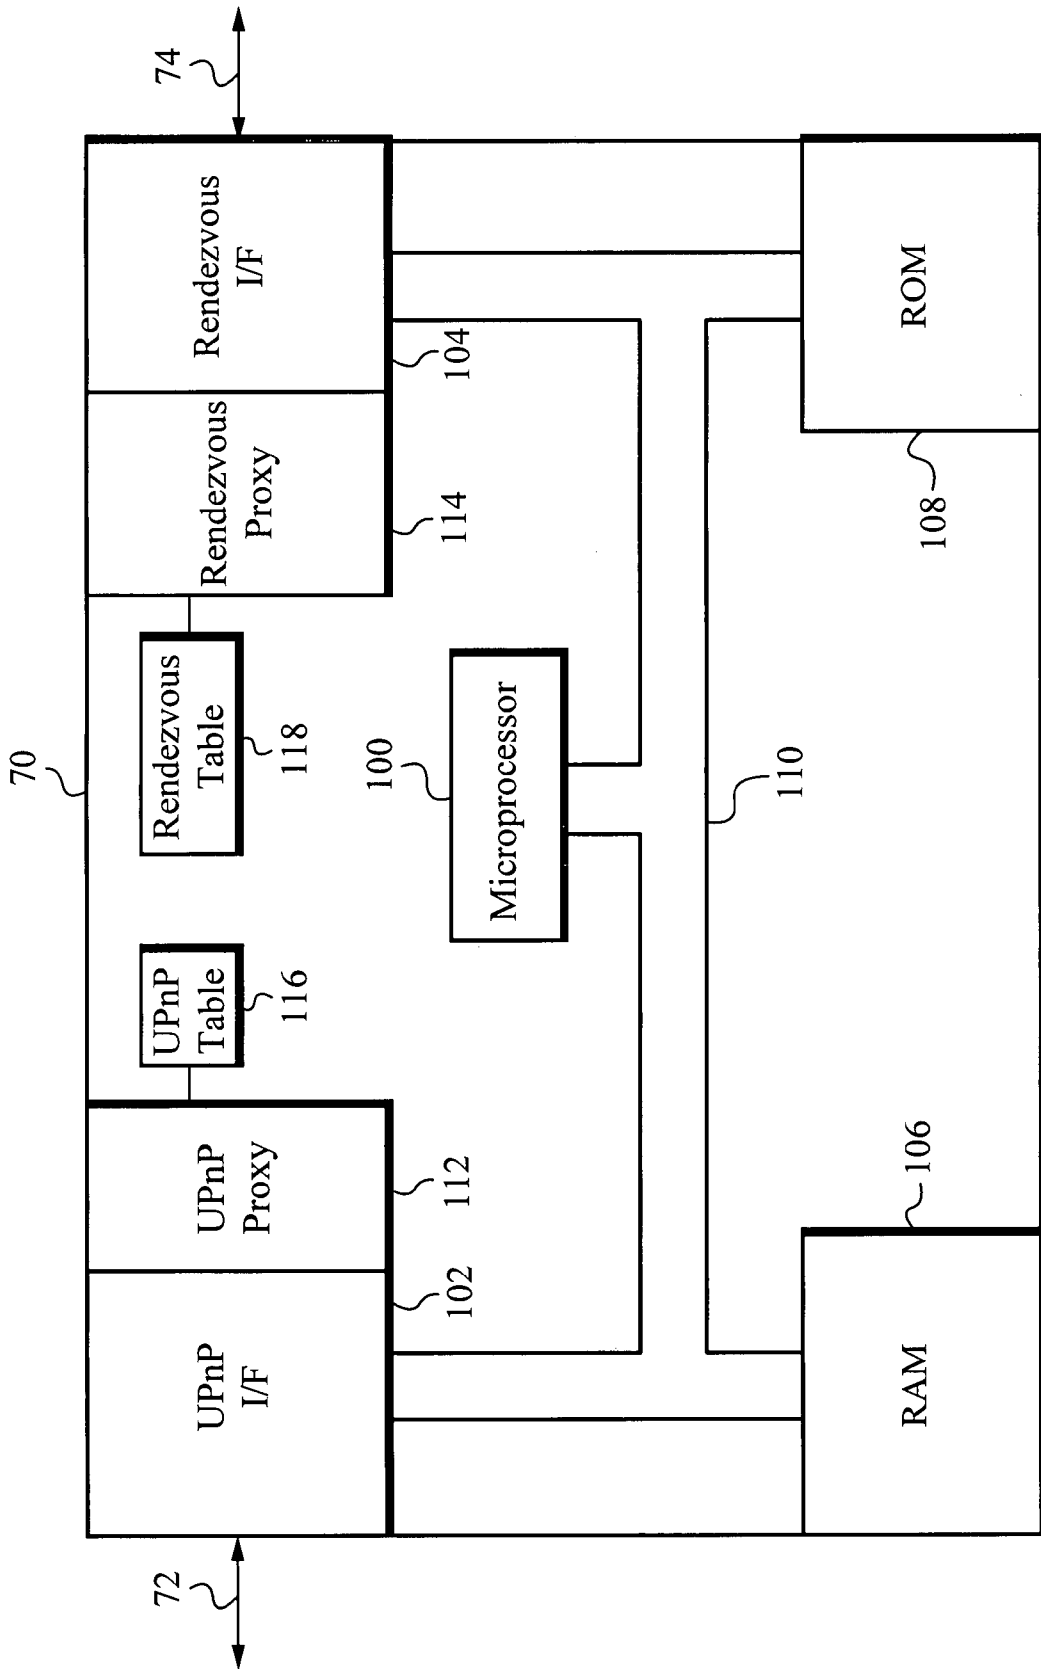 70
72
74
UPnP
I/F
UPnP
Proxy
UPnP
Table
Rendezvous
Table
Rendezvous
Proxy
Rendezvous
I/F
102
112
116
118
114
104
100
Microprocessor
110
106
108
RAM
ROM